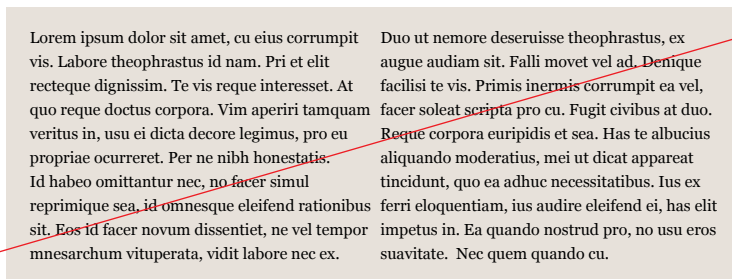 Lorem ipsum dolor sit amet, cu eius corrumpit
vis. Labore theophrastus id nam. Pri et elit
recteque dignissim. Te vis reque interesset. At
quo reque doctus corpora. Vim aperiri tamquam
veritus in, usu ei dicta decore legimus, pro eu
propriae ocurreret. Per ne nibh honestatis.
Id habeo omittantur nec, no facer simul
reprimique sea, id omnesque eleifend rationibus
sit. Eos id facer novum dissentiet, ne vel tempor
mnesarchum vituperata, vidit labore nec ex.
Duo ut nemore deseruisse theophrastus, ex
augue audiam sit. Falli movet vel ad. Denique
facilisi te vis. Primis inermis corrumpit ea vel,
facer soleat scripta pro cu. Fugit civibus at duo.
Reque corpora euripidis et sea. Has te albucius
aliquando moderatius, mei ut dicat appareat
tincidunt, quo ea adhuc necessitatibus. Ius ex
ferri eloquentiam, ius audire eleifend ei, has elit
impetus in. Ea quando nostrud pro, no usu eros
suavitate.  Nec quem quando cu.